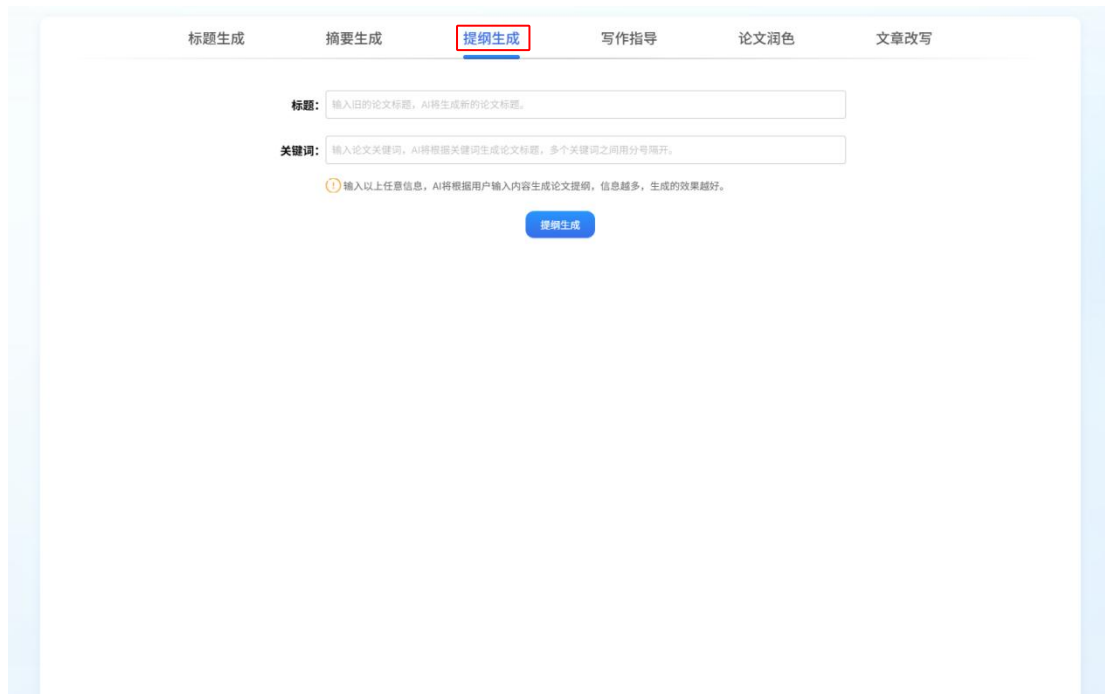 标题生成 摘要生成 提纲生成 写作指导 论文润色 文章改写
标题： 输入旧的论文标题，AI将生成新的论文标题。
关键词： 输入论文关键词，AI将根据关键词生成论文标题，多个关键词之间用分号隔开。
! 输入以上任意信息，AI将根据用户输入内容生成论文提纲，信息越多，生成的效果越好。
提纲生成